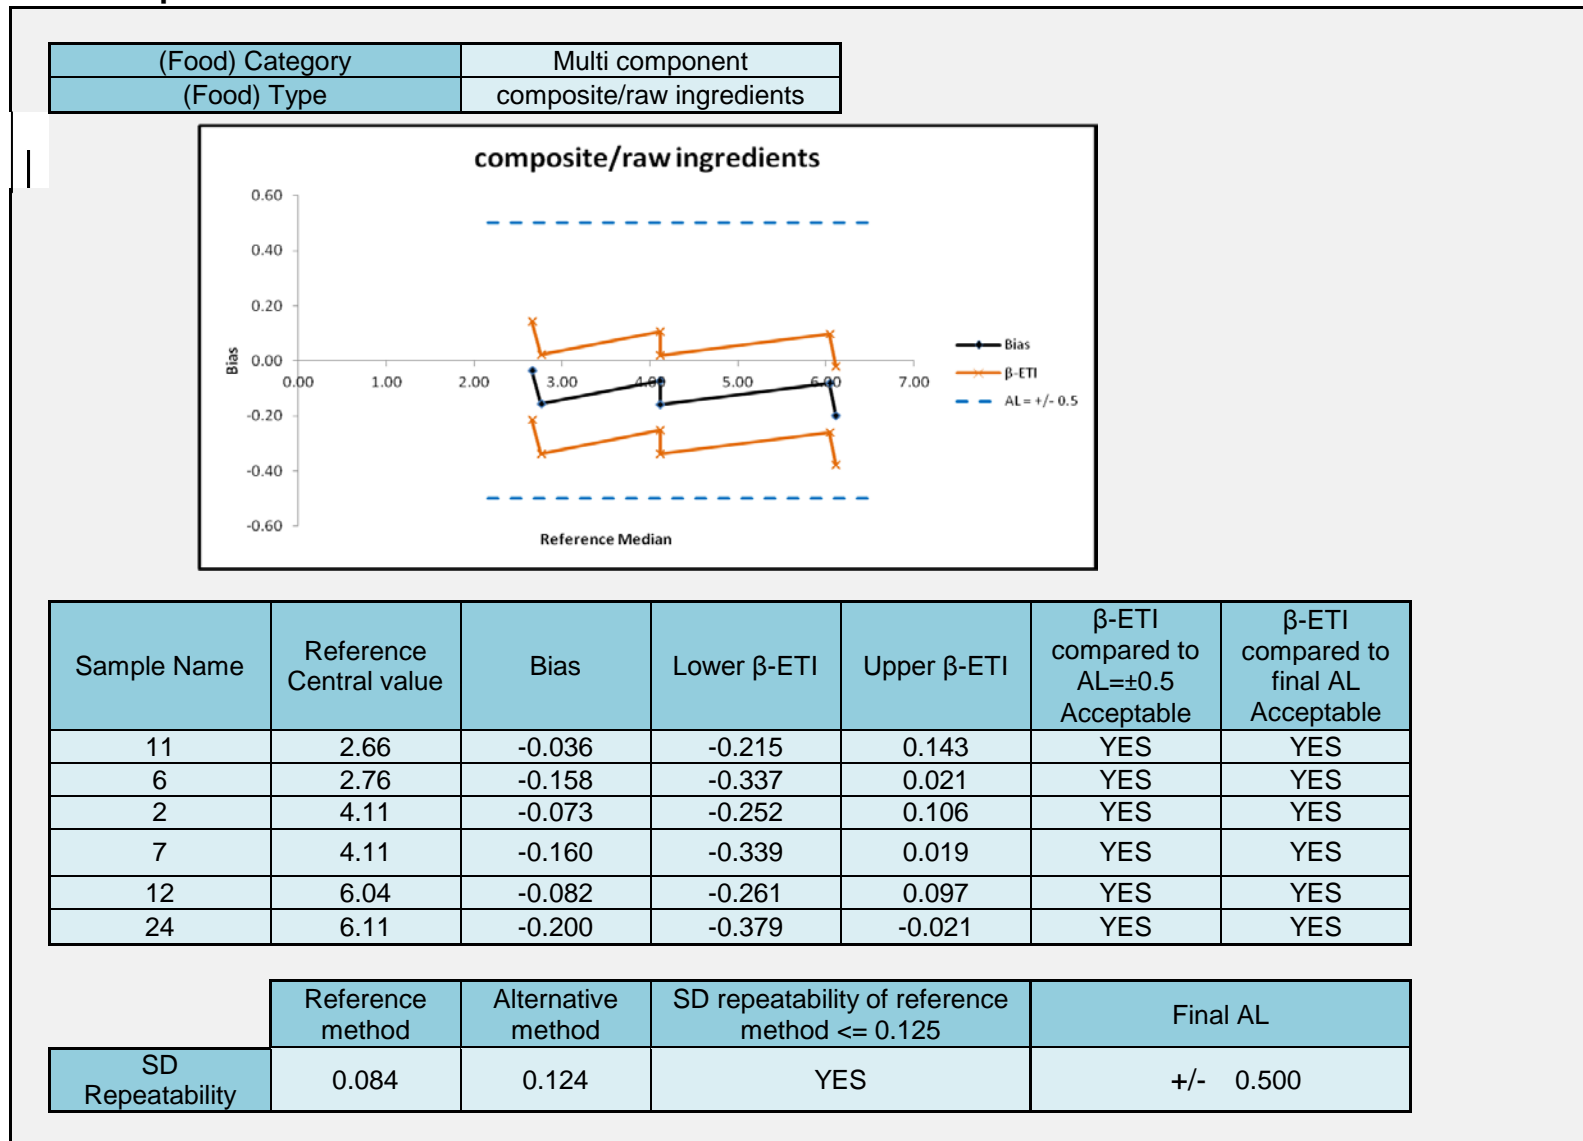 (Food) Category Multi component
(Food) Type composite/raw ingredients
composite/raw ingredients
0.60
0.40
0.20
0.00
-0.20
-0.40
-0.60
Bias
0.00 1.00 2.00 3.00 4.00 5.00 6.00 7.00
Reference Median
Bias
β-ETI
AL = +/- 0.5
Sample Name Reference Central value Bias Lower β-ETI Upper β-ETI β-ETI compared to AL=±0.5 Acceptable β-ETI compared to final AL Acceptable
11 2.66 -0.036 -0.215 0.143 YES YES
6 2.76 -0.158 -0.337 0.021 YES YES
2 4.11 -0.073 -0.252 0.106 YES YES
7 4.11 -0.160 -0.339 0.019 YES YES
12 6.04 -0.082 -0.261 0.097 YES YES
24 6.11 -0.200 -0.379 -0.021 YES YES
Reference method Alternative method SD repeatability of reference method <= 0.125 Final AL
SD Repeatability 0.084 0.124 YES +/- 0.500